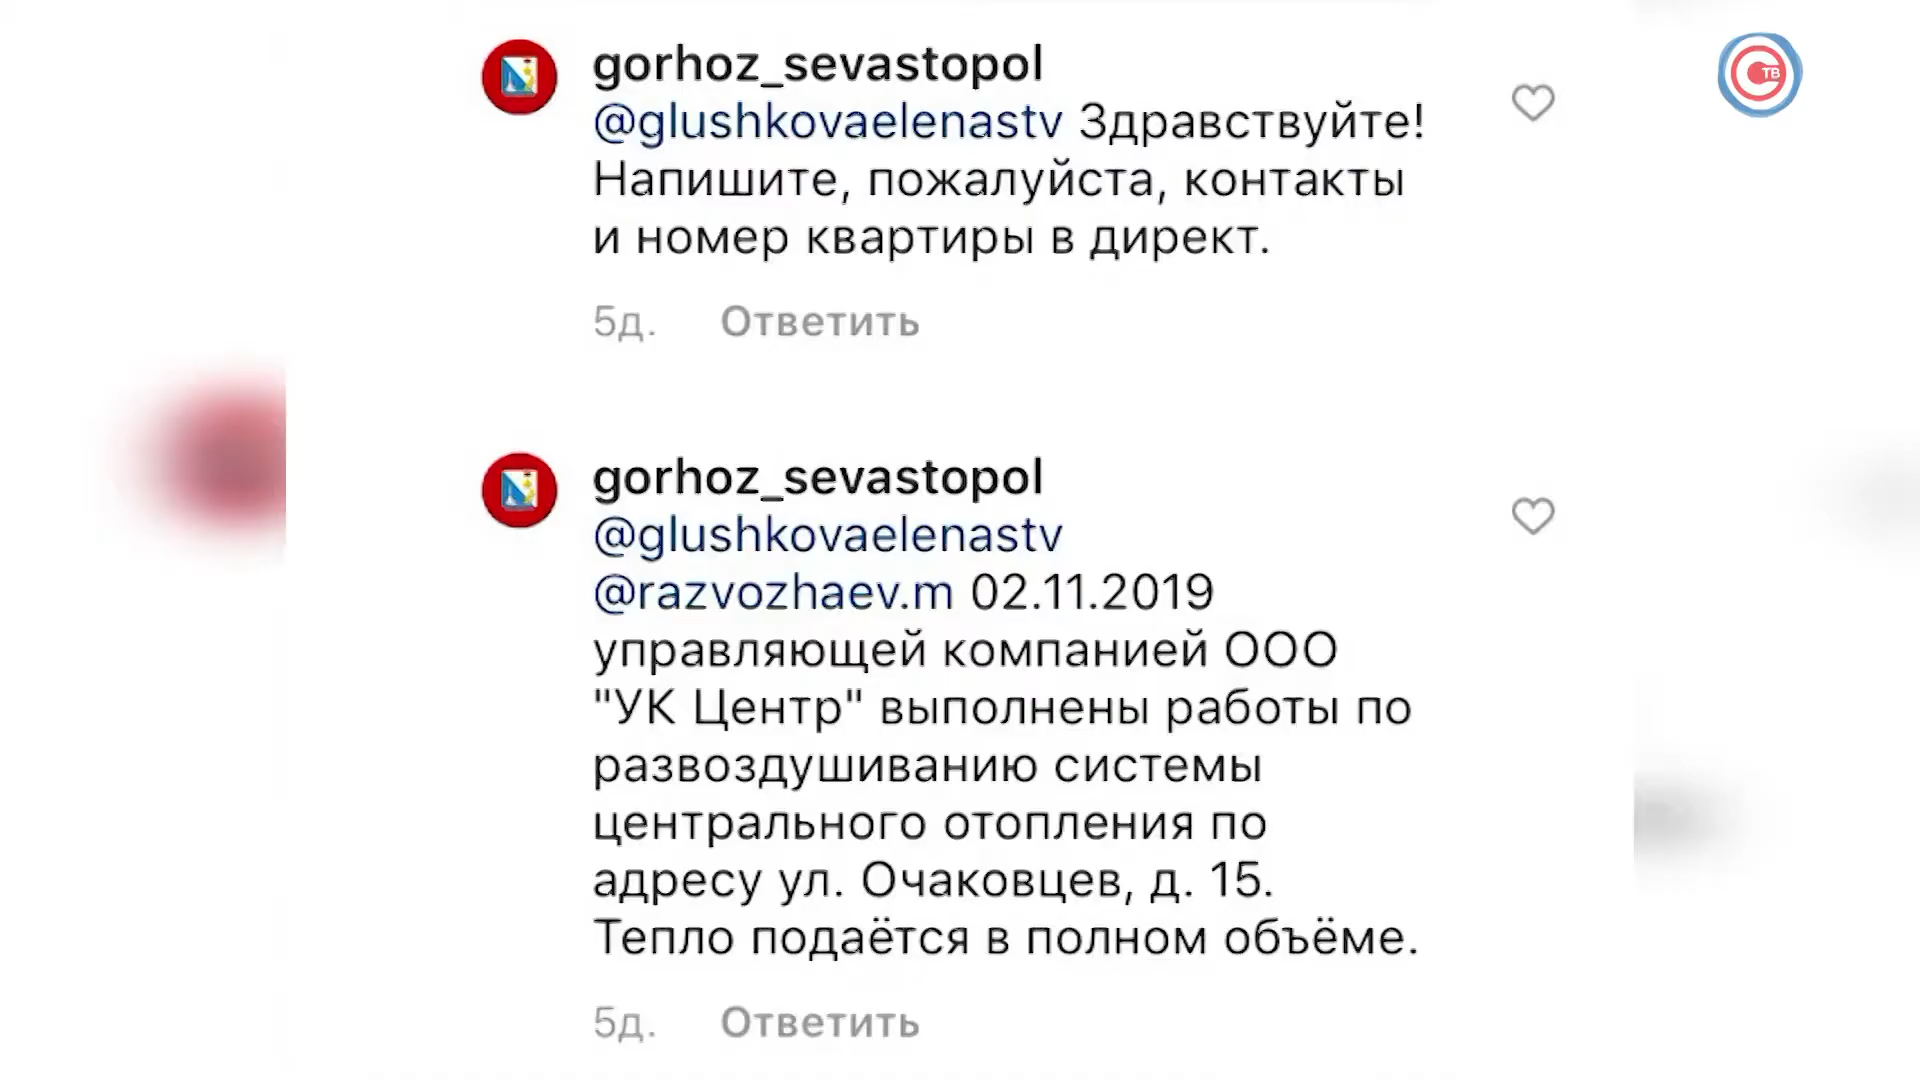 gorhoz_sevastopol
@glushkovaelenastv Здравствуйте!
Напишите, пожалуйста, контакты
и номер квартиры в директ.
5д. Ответить
gorhoz_sevastopol
@glushkovaelenastv
@razvozhaev.m 02.11.2019
управляющей компанией ООО
"УК Центр" выполнены работы по
развоздушиванию системы
центрального отопления по
адресу ул. Очаковцев, д. 15.
Тепло подаётся в полном объёме.
5д. Ответить
СТВ